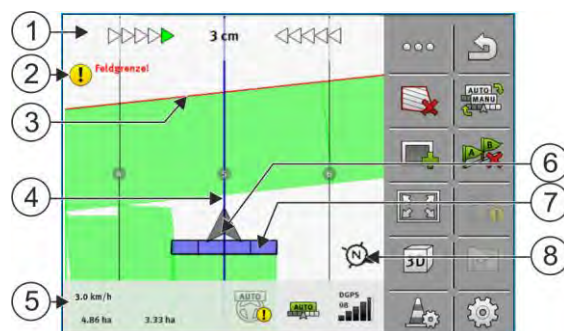 1
3 cm
2
Feldgrenze!
AUTO
MANU
3
A B
4
6
7
N
8
3D
5
3.0 km/h
AUTO
AUTO
DGPS
08
4.86 ha
3.33 ha